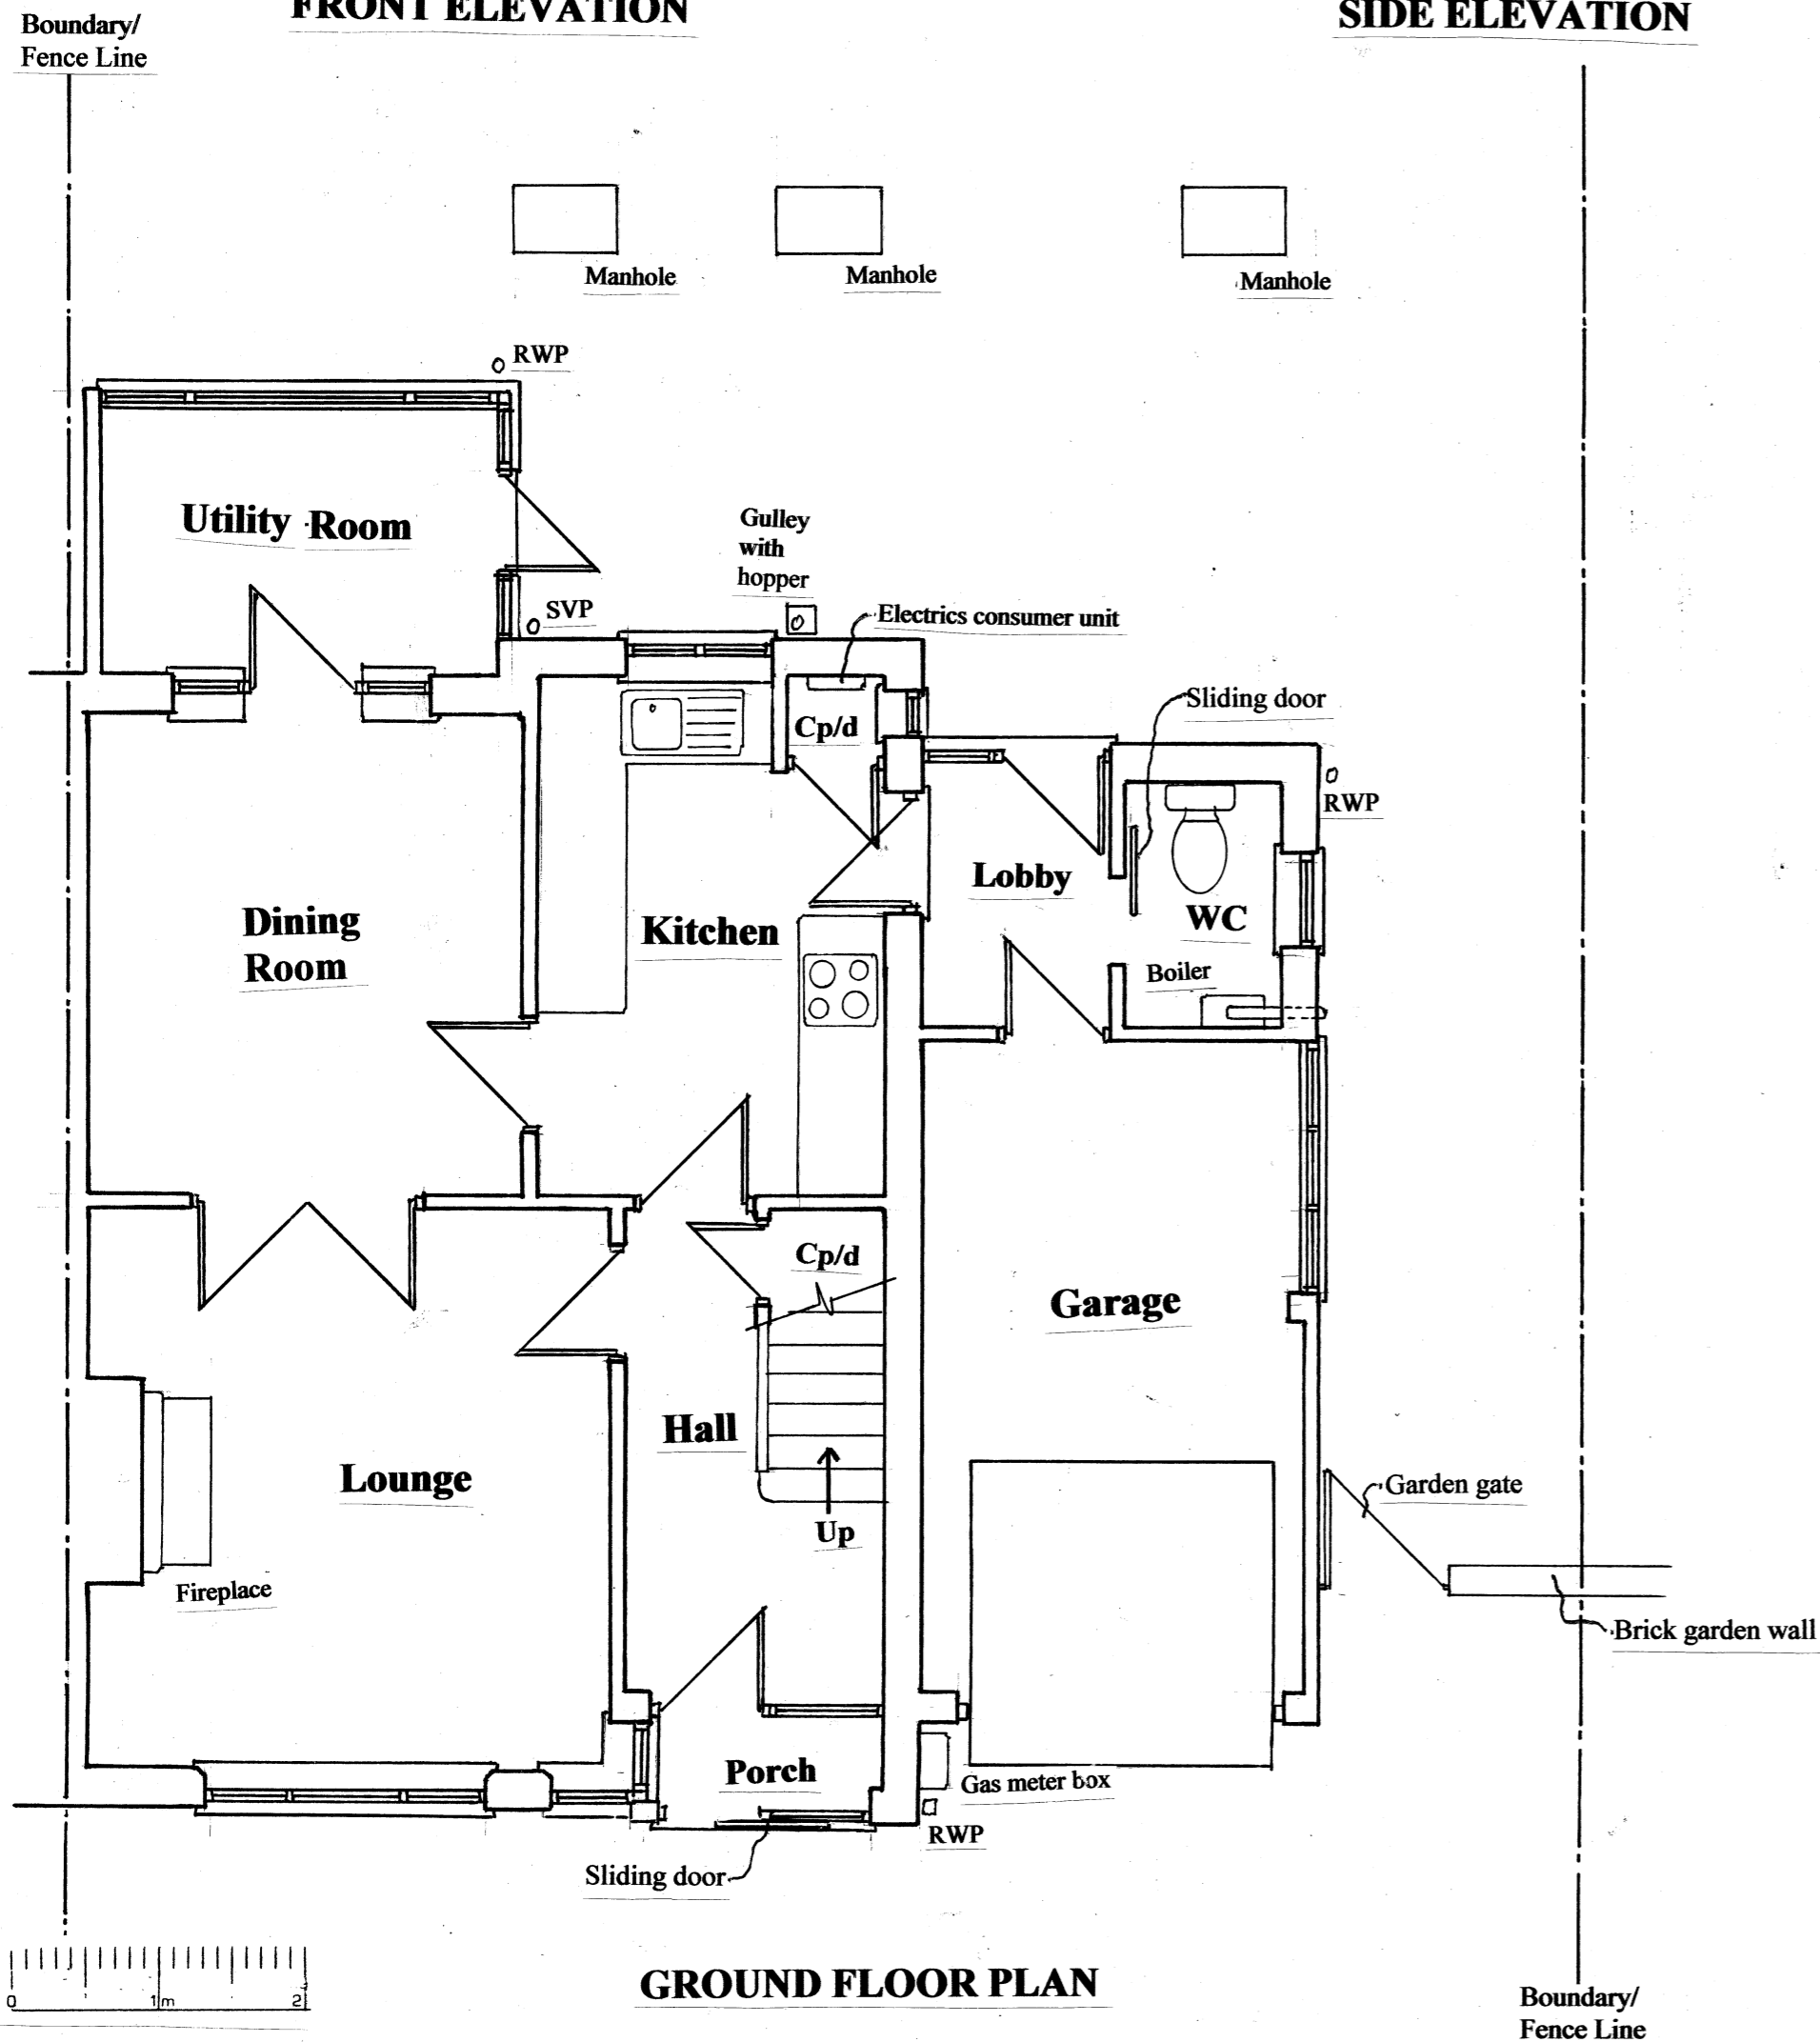 FRONT ELEVATION
SIDE ELEVATION
Boundary/
Fence Line
Manhole
Manhole
Manhole
RWP
Utility Room
Gulley
with
hopper
SVP
Electrics consumer unit
Sliding door
Cp/d
RWP
Lobby
WC
Dining
Room
Kitchen
Boiler
Cp/d
Garage
Hall
Lounge
Garden gate
Up
Fireplace
Brick garden wall
Porch
Gas meter box
RWP
Sliding door
GROUND FLOOR PLAN
0 1m 2
Boundary/
Fence Line